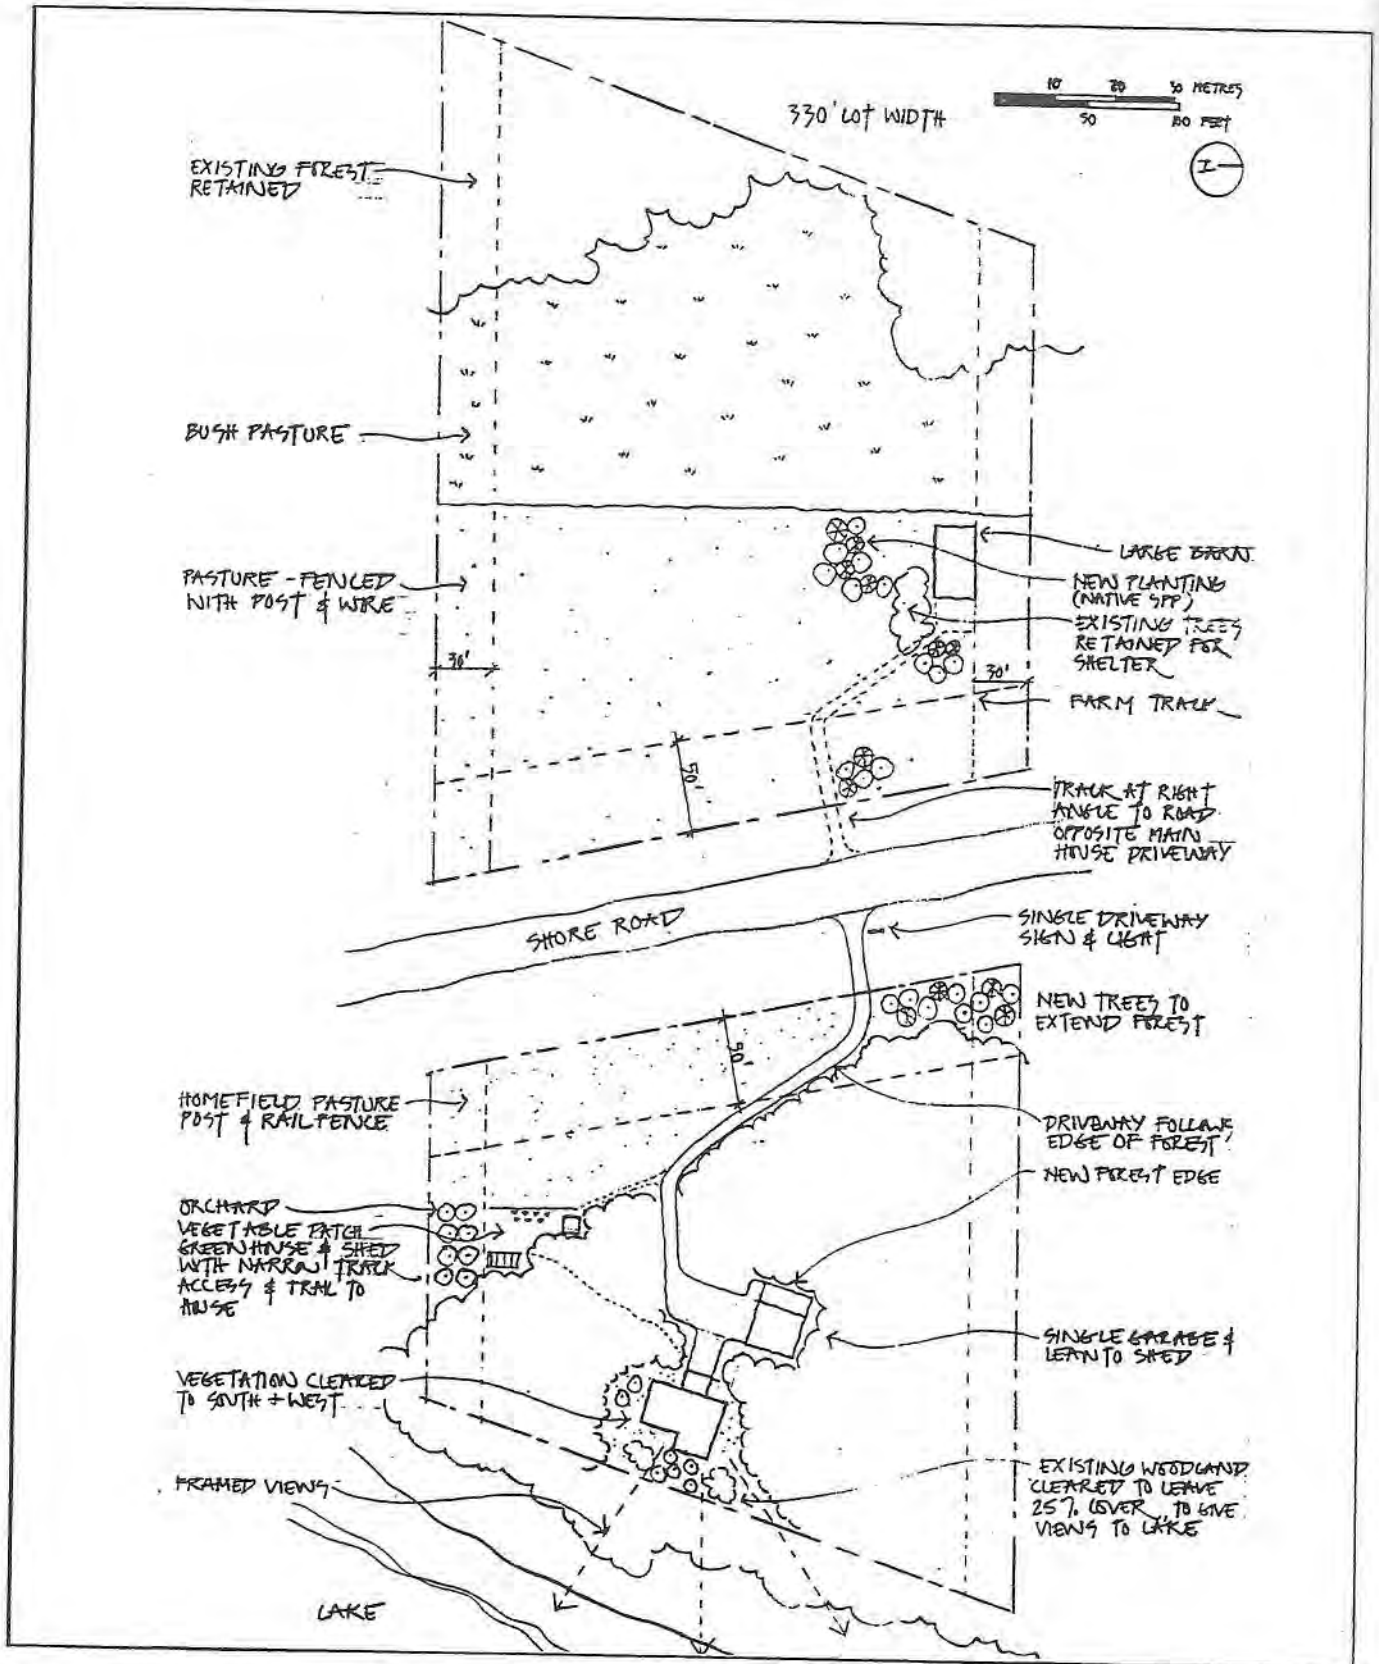 330' LOT WIDTH
10 20 30 METRES
50 100 FEET
EXISTING FOREST
RETAINED
BUSH PASTURE
PASTURE - FENCED
WITH POST & WIRE
LARGE BARN
NEW PLANTING
(NATIVE SPP)
EXISTING TREES
RETAINED FOR
SHELTER
30'
30'
FARM TRACK
50'
TRACK AT RIGHT
ANGLE TO ROAD
OPPOSITE MAIN
HOUSE DRIVEWAY
SHORE ROAD
SINGLE DRIVEWAY
SIGN & LIGHT
NEW TREES TO
EXTEND FOREST
50'
HOMEFIELD PASTURE
POST & RAIL FENCE
DRIVEWAY FOLLOWS
EDGE OF FOREST
NEW FOREST EDGE
ORCHARD
VEGETABLE PATCH
GREENHOUSE & SHED
WITH NARROW TRACK
ACCESS & TRAIL TO
HOUSE
SINGLE GARAGE &
LEAN TO SHED
VEGETATION CLEARED
TO SOUTH + WEST
FRAMED VIEWS
EXISTING WOODLAND
CLEARED TO LEAVE
25% COVER TO GIVE
VIEWS TO LAKE
LAKE